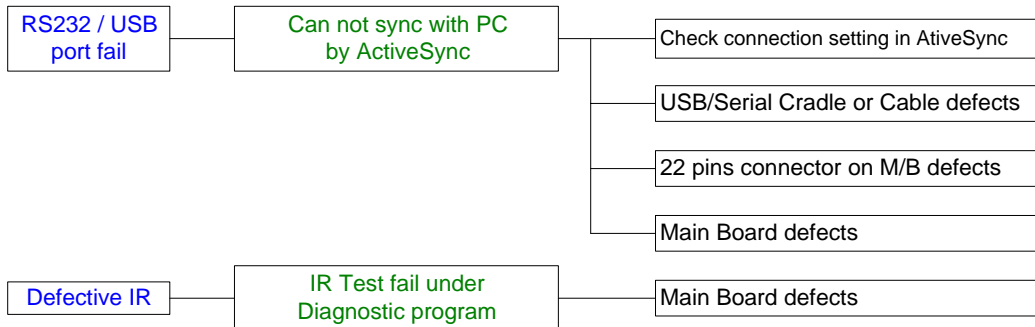 RS232 / USB
port fail
Can not sync with PC
by ActiveSync
Check connection setting in AtiveSync
USB/Serial Cradle or Cable defects
22 pins connector on M/B defects
Main Board defects
Defective IR
IR Test fail under
Diagnostic program
Main Board defects